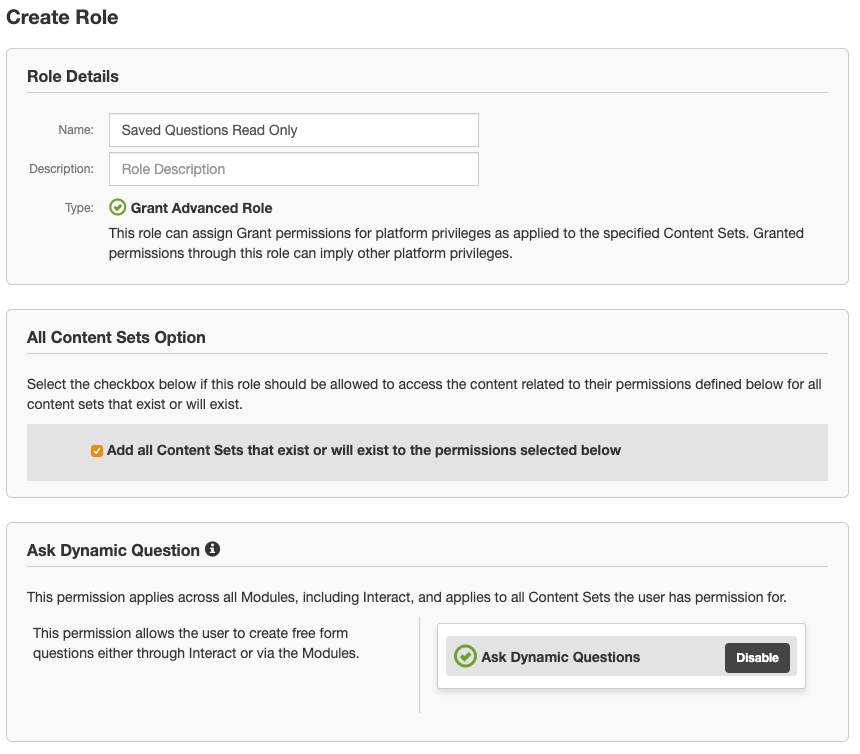 Create Role
Role Details
Name: Saved Questions Read Only
Description: Role Description
Type: Grant Advanced Role
This role can assign Grant permissions for platform privileges as applied to the specified Content Sets. Granted
permissions through this role can imply other platform privileges.
All Content Sets Option
Select the checkbox below if this role should be allowed to access the content related to their permissions defined below for all
content sets that exist or will exist.
Add all Content Sets that exist or will exist to the permissions selected below
Ask Dynamic Question
This permission applies across all Modules, including Interact, and applies to all Content Sets the user has permission for.
This permission allows the user to create free form
questions either through Interact or via the Modules.
Ask Dynamic Questions Disable